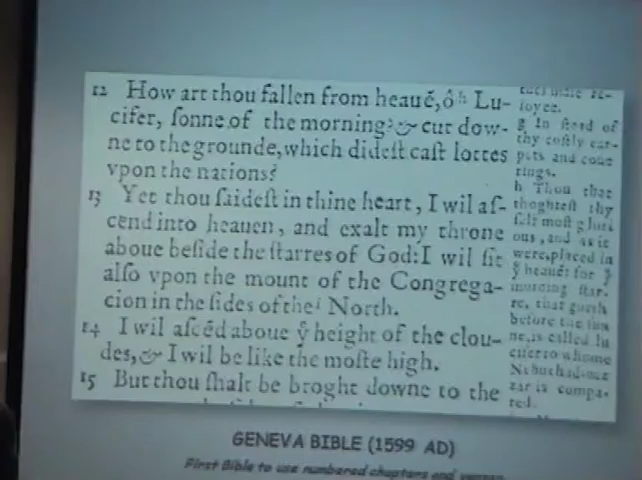 12 How art thou fallen from heauē, ô h Lu-
cifer, ſonne of the morning? & cut dow-
ne to the grounde, which dideſt caſt lottes
vpon the nations?
13 Yet thou ſaideſt in thine heart, I wil aſ-
cend into heauen, and exalt my throne
aboue beſide the ſtarres of God: I wil ſit
alſo vpon the mount of the Congrega-
cion in the ſides of the i North.
14 I wil aſcēd aboue ẏ height of the clou-
des, & I wil be like the moſte high.
15 But thou ſhalt be broght downe to the
ioyce.
g In ſtead of
thy coſtly car-
pets and coue
rings.
h Thou that
thoghteſt thy
ſelf moſt glori
ous, and as it
were placed in
ẏ heauē: for ẏ
morning ſtar-
re, that goeth
before the ſun
ne, is called Lu
cifer to whome
Nebuchad-nez
zar is compa-
red.
GENEVA BIBLE (1599 AD)
First Bible to use numbered chapters and verses